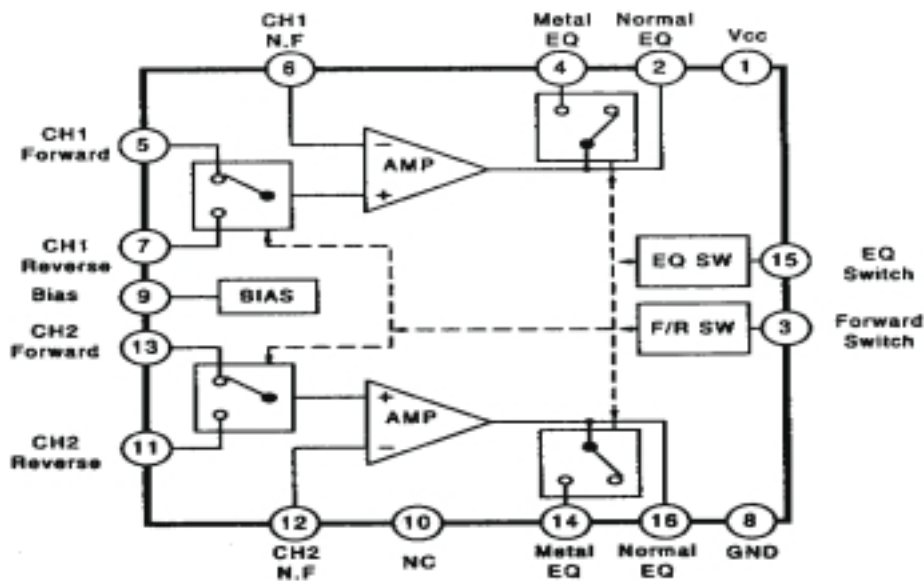 CH1
N.F
Metal
EQ
Normal
EQ
Vcc
6
4
2
1
CH1
Forward
5
AMP
−
+
CH1
Reverse
7
EQ SW
15
EQ
Switch
Bias
9
BIAS
F/R SW
3
Forward
Switch
CH2
Forward
13
+
AMP
−
CH2
Reverse
11
12
10
14
16
8
CH2
N.F
NC
Metal
EQ
Normal
EQ
GND